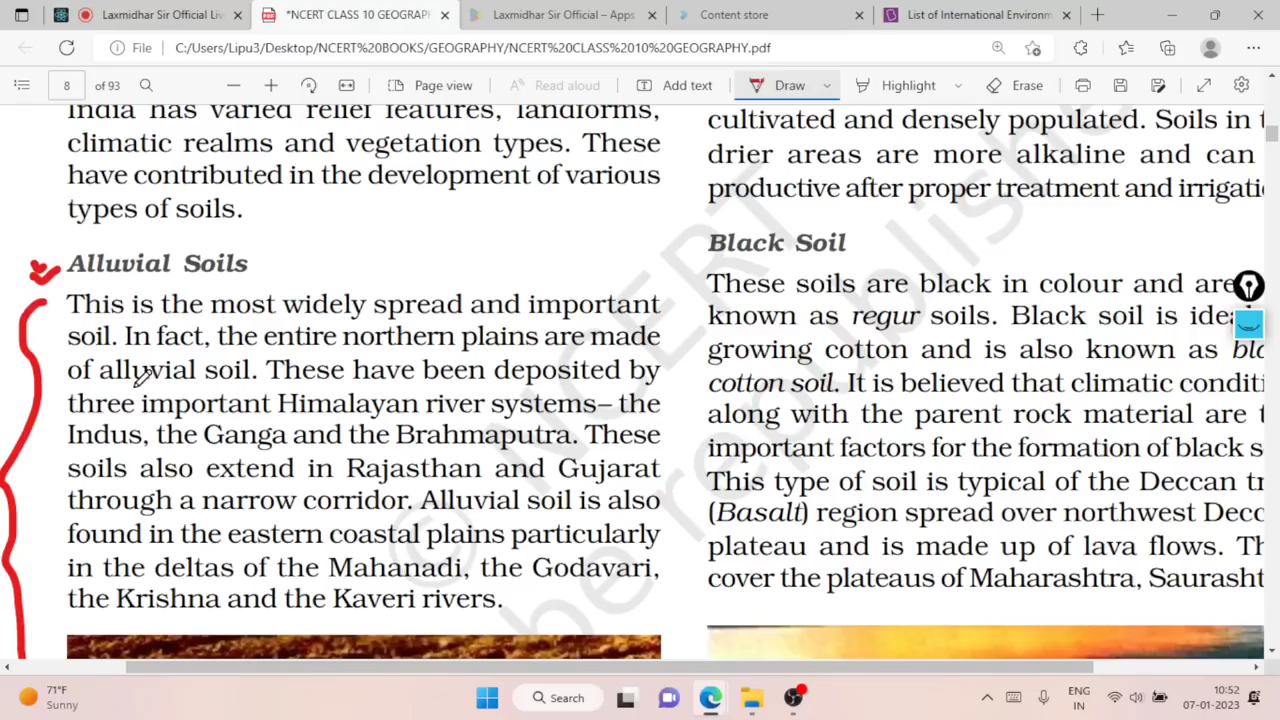 Laxmidhar Sir Official Liv
*NCERT CLASS 10 GEOGRAPH
Laxmidhar Sir Official – Apps
Content store
List of International Environm
File
C:/Users/Lipu3/Desktop/NCERT%20BOOKS/GEOGRAPHY/NCERT%20CLASS%2010%20GEOGRAPHY.pdf
8 of 93
Page view
Read aloud
Add text
Draw
Highlight
Erase
India has varied relief features, landforms,
climatic realms and vegetation types. These
have contributed in the development of various
types of soils.
Alluvial Soils
This is the most widely spread and important
soil. In fact, the entire northern plains are made
of alluvial soil. These have been deposited by
three important Himalayan river systems– the
Indus, the Ganga and the Brahmaputra. These
soils also extend in Rajasthan and Gujarat
through a narrow corridor. Alluvial soil is also
found in the eastern coastal plains particularly
in the deltas of the Mahanadi, the Godavari,
the Krishna and the Kaveri rivers.
cultivated and densely populated. Soils in t
drier areas are more alkaline and can
productive after proper treatment and irrigati
Black Soil
These soils are black in colour and are
known as regur soils. Black soil is idea
growing cotton and is also known as bla
cotton soil. It is believed that climatic conditi
along with the parent rock material are t
important factors for the formation of black s
This type of soil is typical of the Deccan tr
(Basalt) region spread over northwest Decc
plateau and is made up of lava flows. Th
cover the plateaus of Maharashtra, Saurasht
© NCERT
be republishe
71°F
Sunny
Search
ENG
IN
10:52
07-01-2023